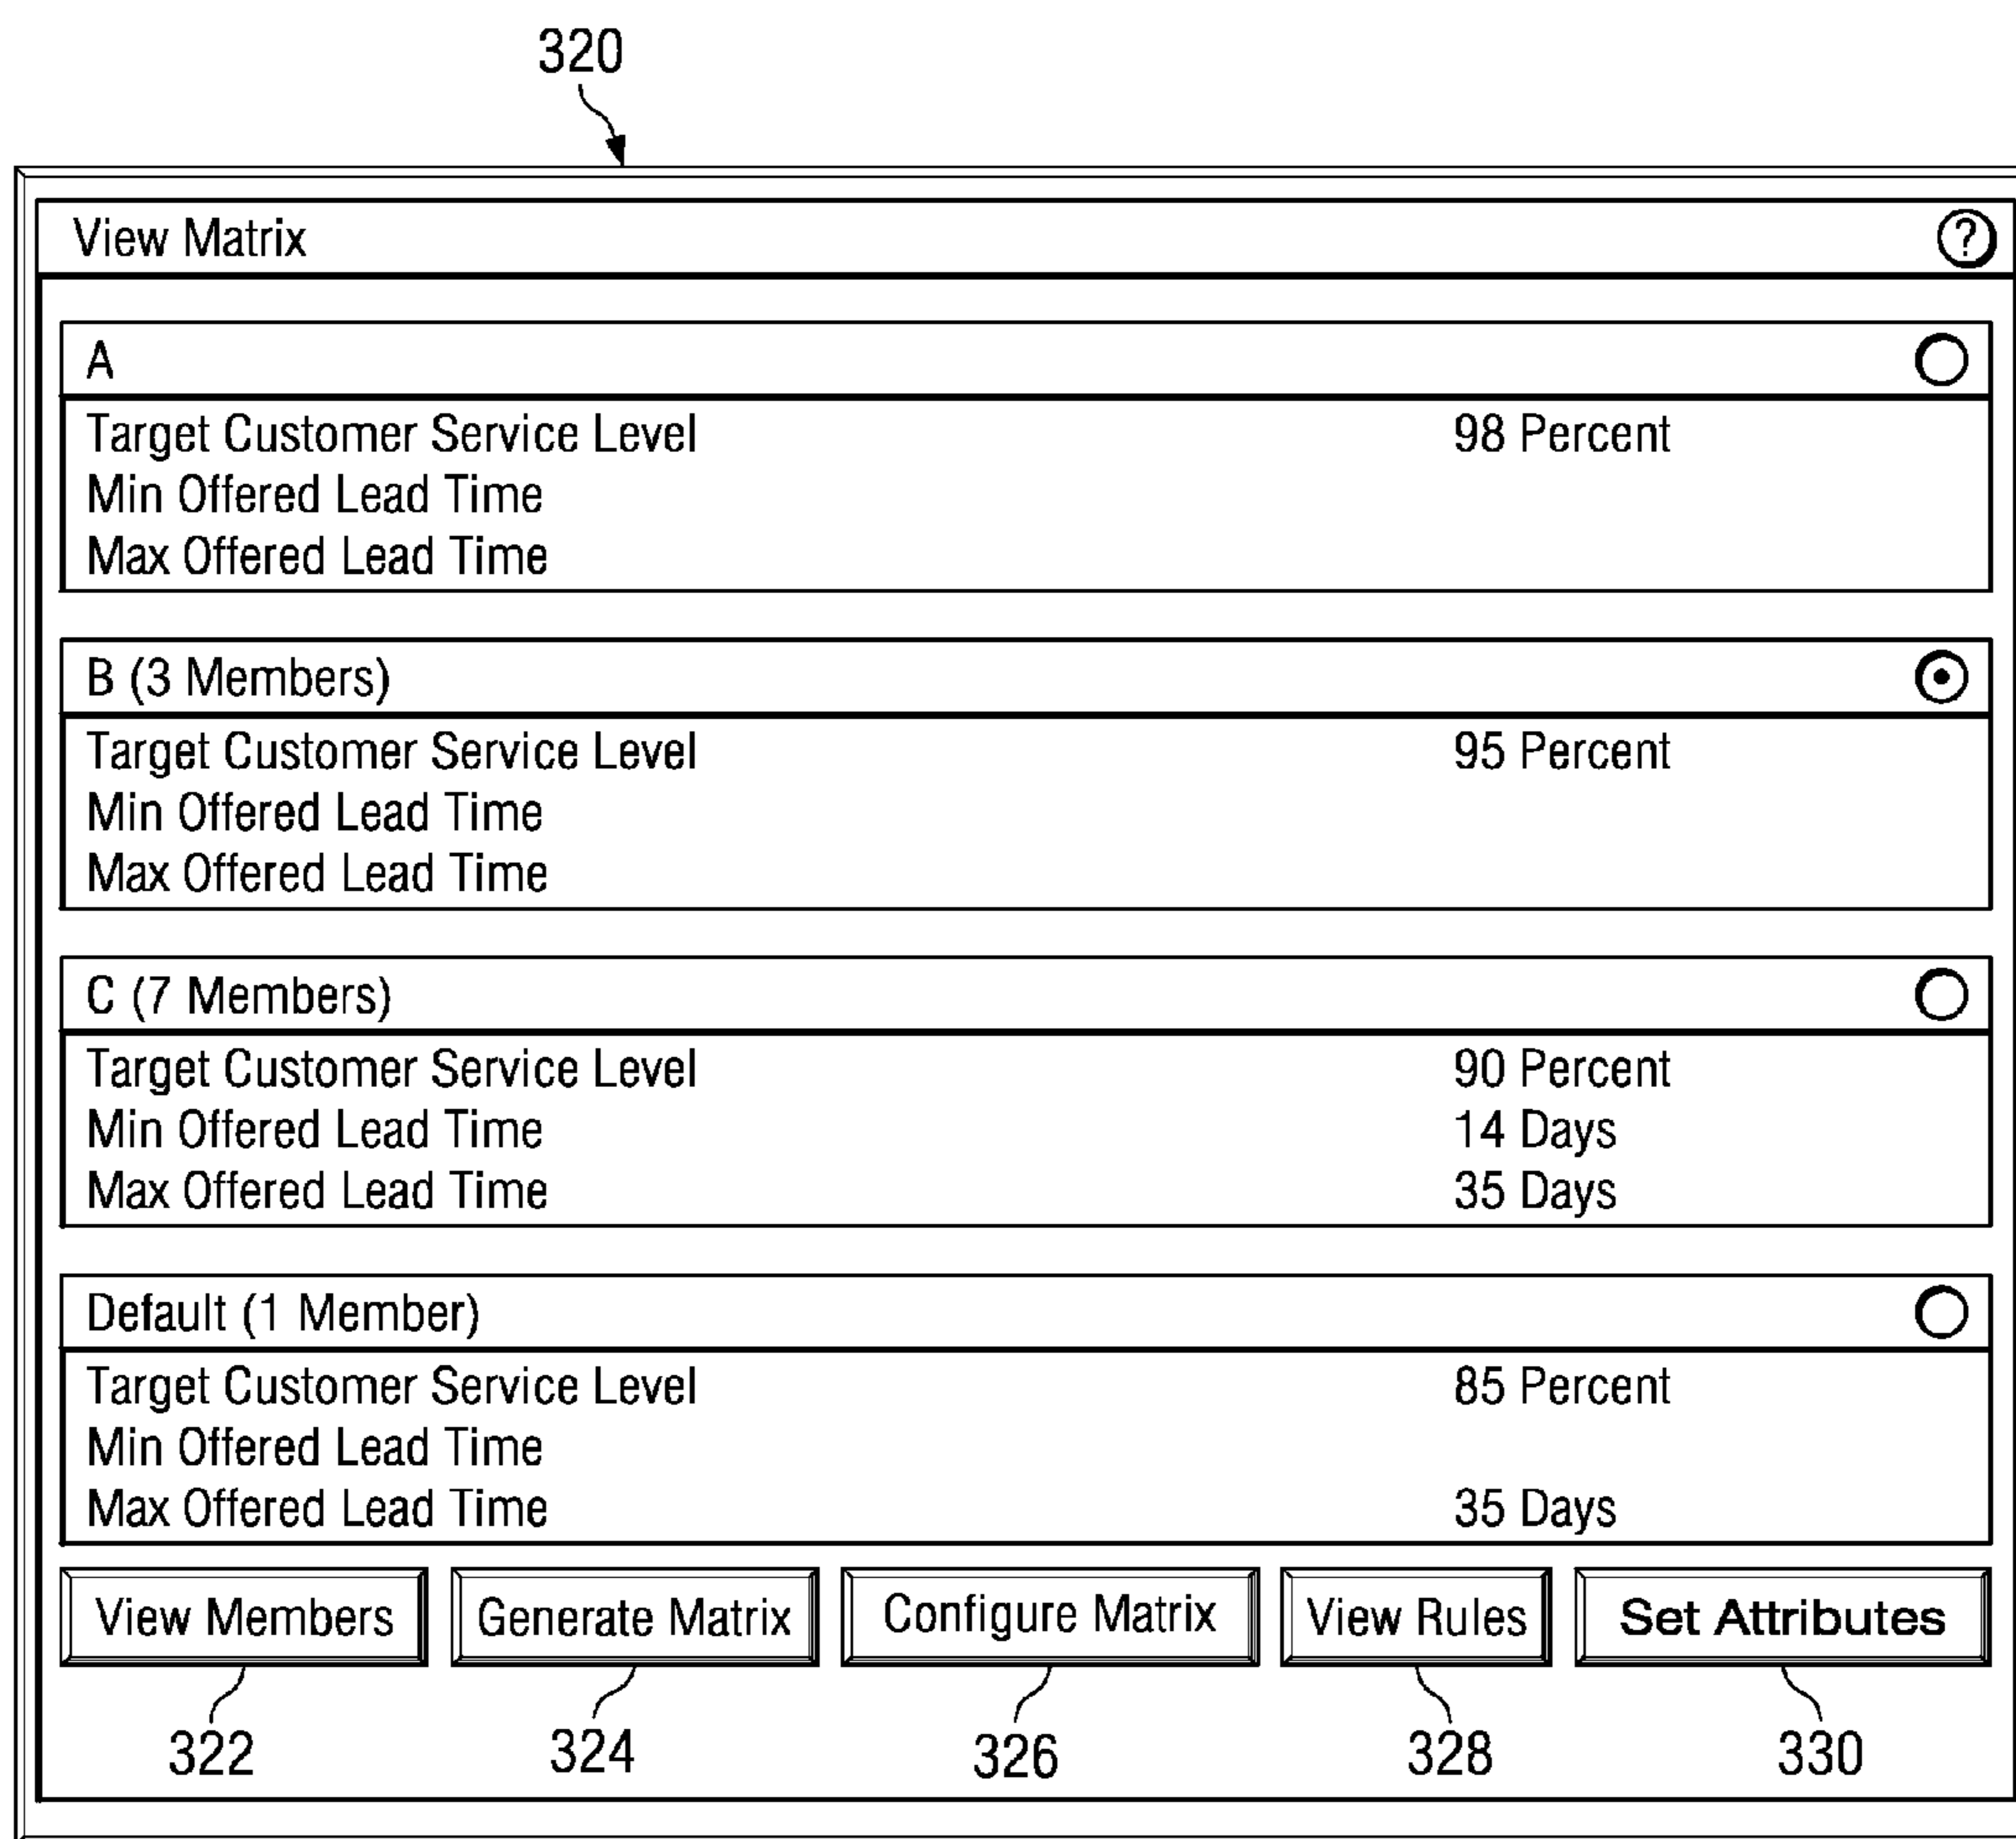 320
View Matrix ?
A
Target Customer Service Level 98 Percent
Min Offered Lead Time
Max Offered Lead Time
B (3 Members)
Target Customer Service Level 95 Percent
Min Offered Lead Time
Max Offered Lead Time
C (7 Members)
Target Customer Service Level 90 Percent
Min Offered Lead Time 14 Days
Max Offered Lead Time 35 Days
Default (1 Member)
Target Customer Service Level 85 Percent
Min Offered Lead Time
Max Offered Lead Time 35 Days
View Members Generate Matrix Configure Matrix View Rules Set Attributes
322 324 326 328 330